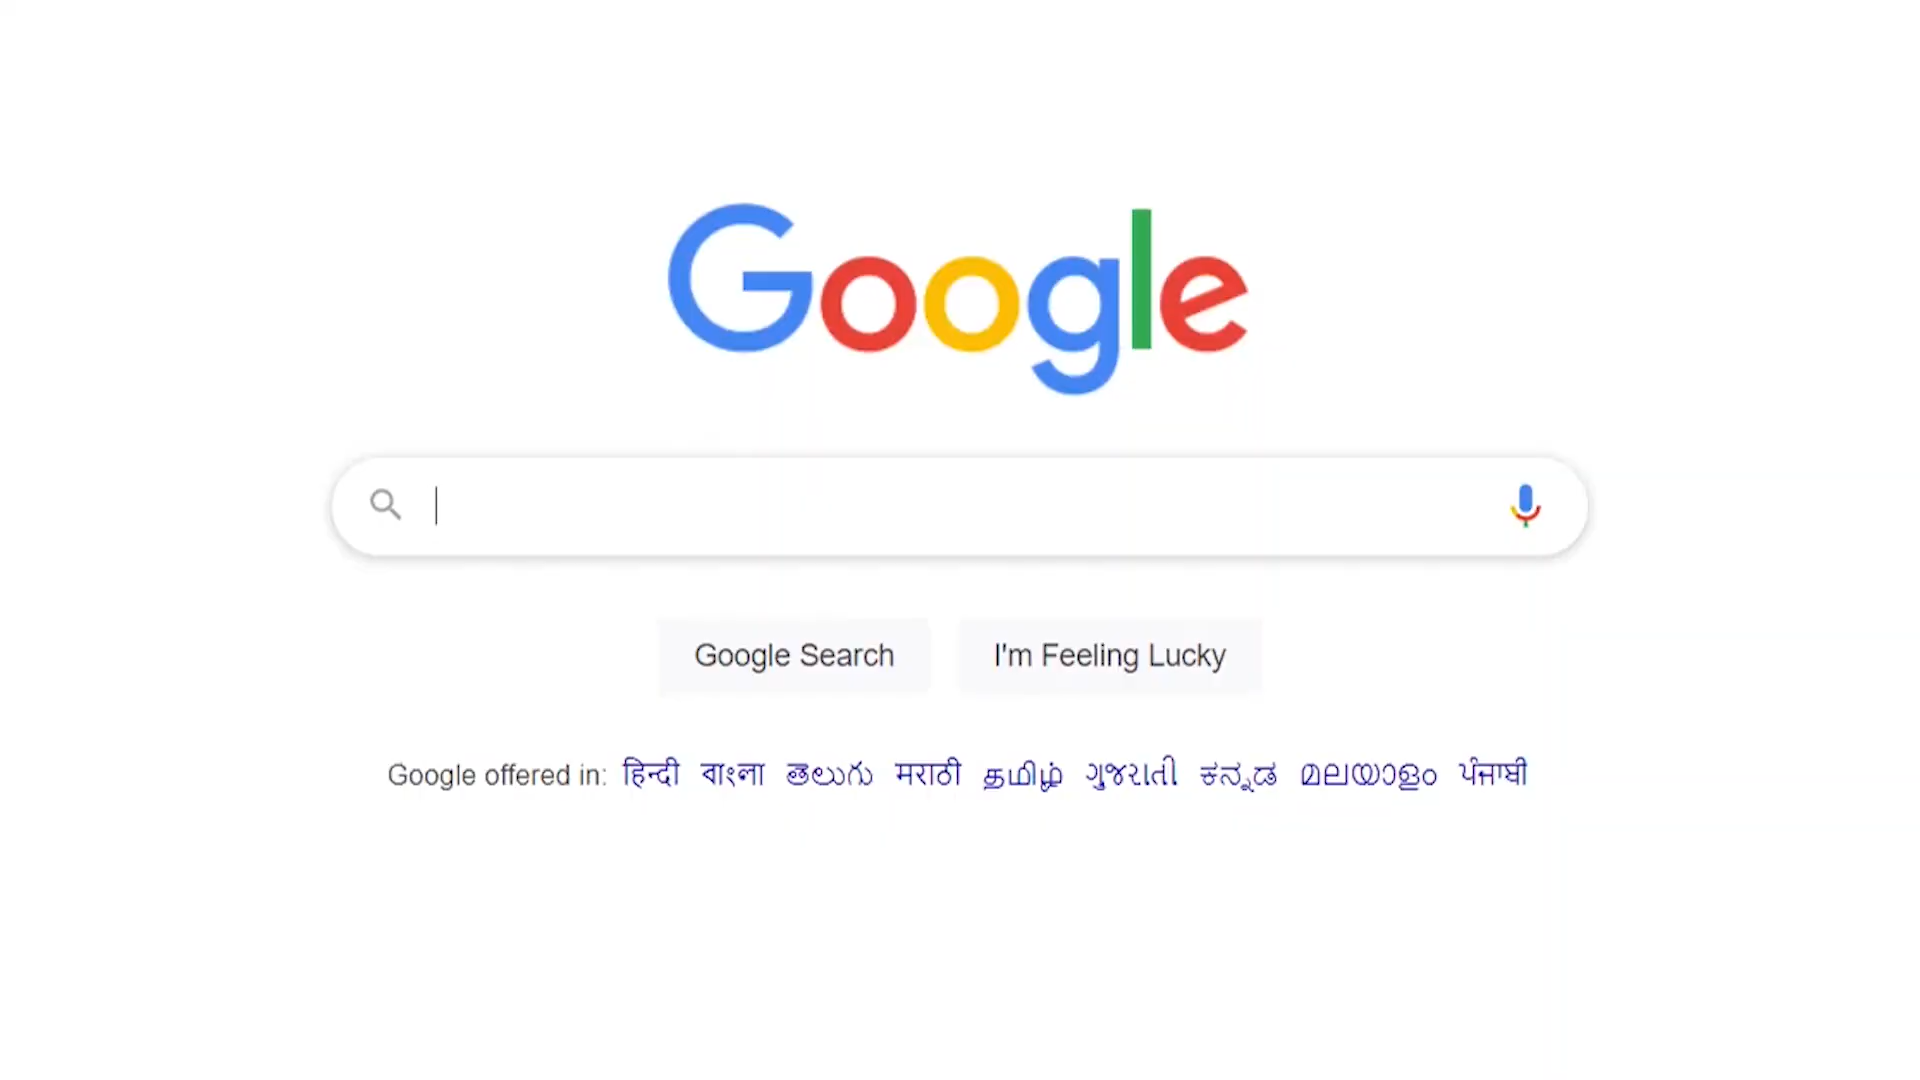 Google
Google Search I'm Feeling Lucky
Google offered in: हिन्दी বাংলা తెలుగు मराठी தமிழ் ગુજરાતી ಕನ್ನಡ മലയാളം ਪੰਜਾਬੀ